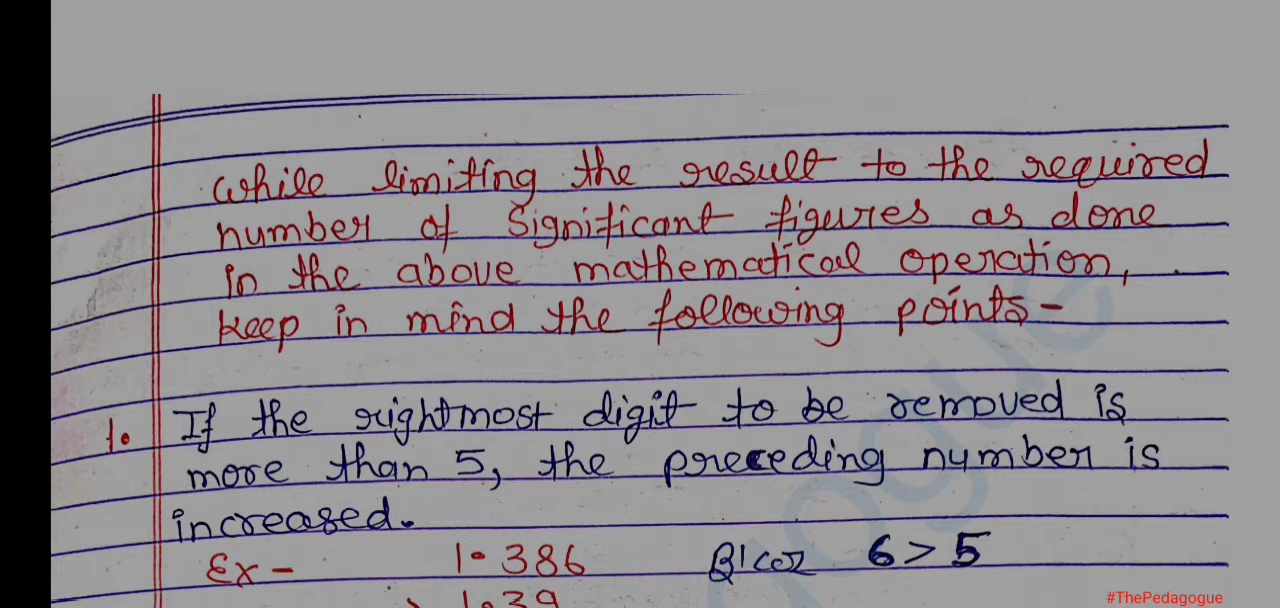 While limiting the result to the required
number of Significant figures as done
in the above mathematical operation,
keep in mind the following points-
1. If the rightmost digit to be removed is
more than 5, the preceding number is
increased.
Ex - 1.386 B'coz 6 > 5
1.39
#ThePedagogue